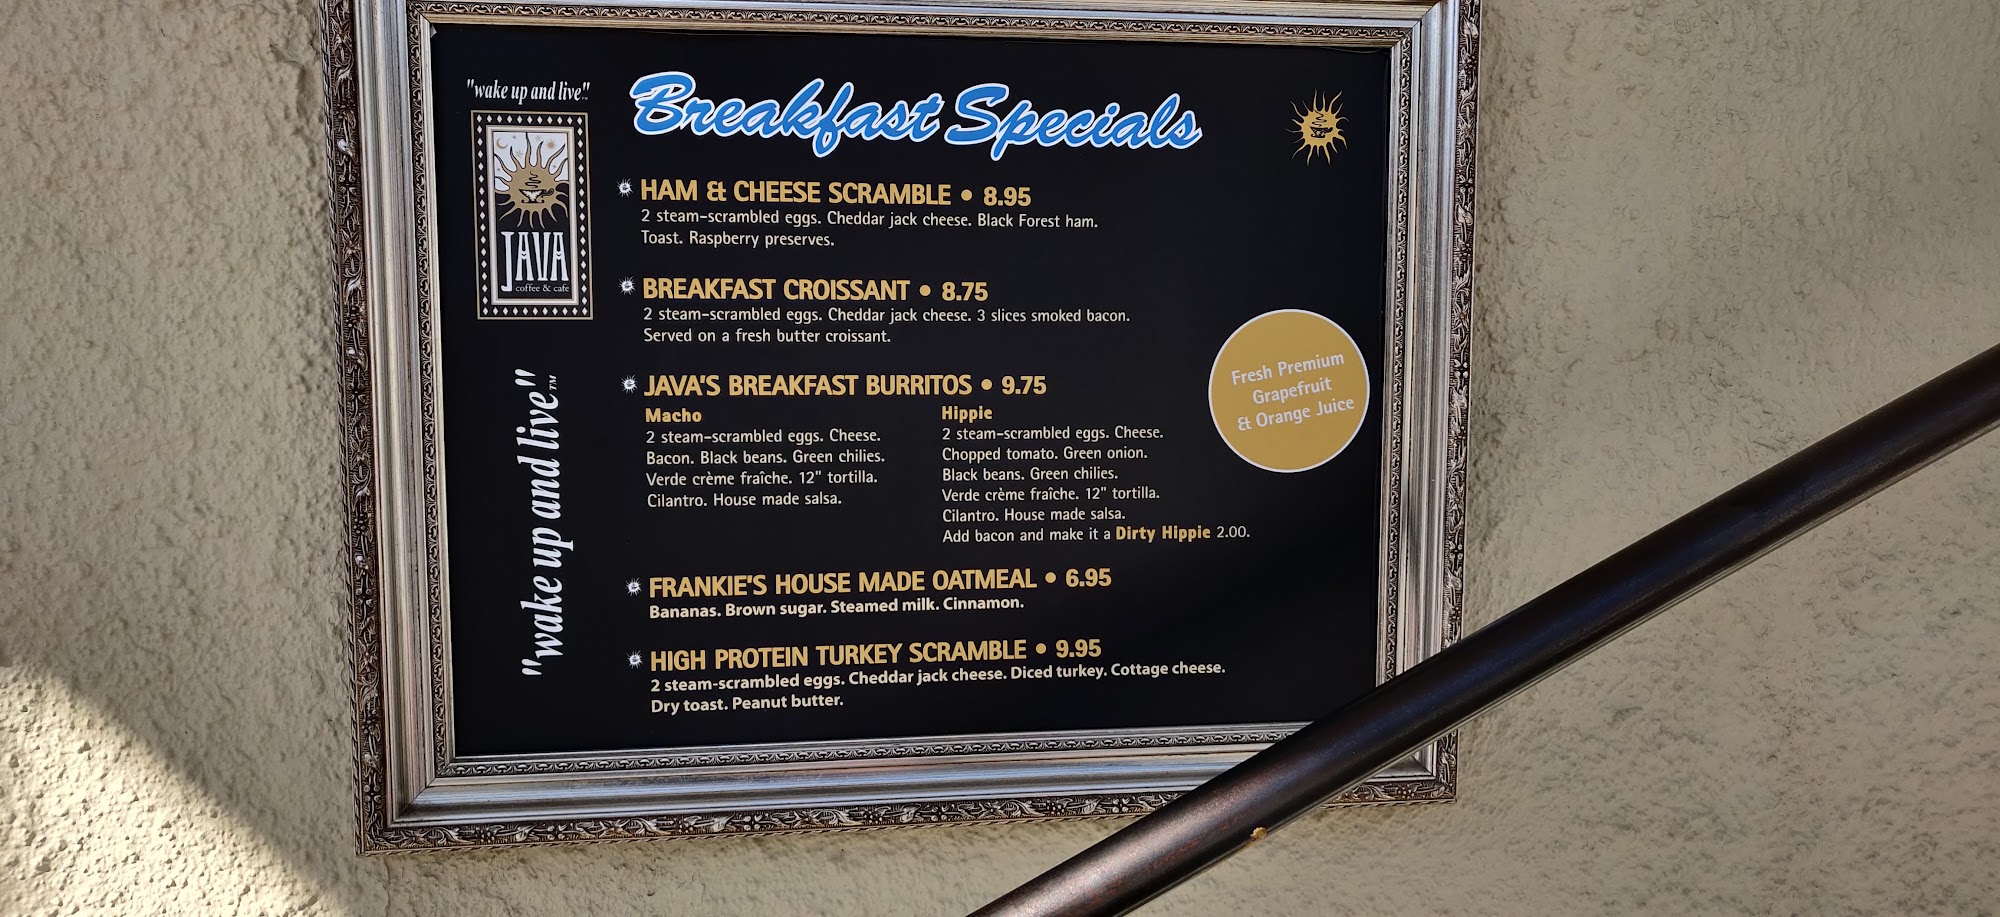 "wake up and live"™
JAVA
coffee & cafe
"wake up and live"™
Breakfast Specials
HAM & CHEESE SCRAMBLE • 8.95
2 steam-scrambled eggs. Cheddar jack cheese. Black Forest ham.
Toast. Raspberry preserves.
BREAKFAST CROISSANT • 8.75
2 steam-scrambled eggs. Cheddar jack cheese. 3 slices smoked bacon.
Served on a fresh butter croissant.
JAVA'S BREAKFAST BURRITOS • 9.75
Macho
2 steam-scrambled eggs. Cheese.
Bacon. Black beans. Green chilies.
Verde crème fraîche. 12" tortilla.
Cilantro. House made salsa.
Hippie
2 steam-scrambled eggs. Cheese.
Chopped tomato. Green onion.
Black beans. Green chilies.
Verde crème fraîche. 12" tortilla.
Cilantro. House made salsa.
Add bacon and make it a Dirty Hippie 2.00.
FRANKIE'S HOUSE MADE OATMEAL • 6.95
Bananas. Brown sugar. Steamed milk. Cinnamon.
HIGH PROTEIN TURKEY SCRAMBLE • 9.95
2 steam-scrambled eggs. Cheddar jack cheese. Diced turkey. Cottage cheese.
Dry toast. Peanut butter.
Fresh Premium
Grapefruit
& Orange Juice